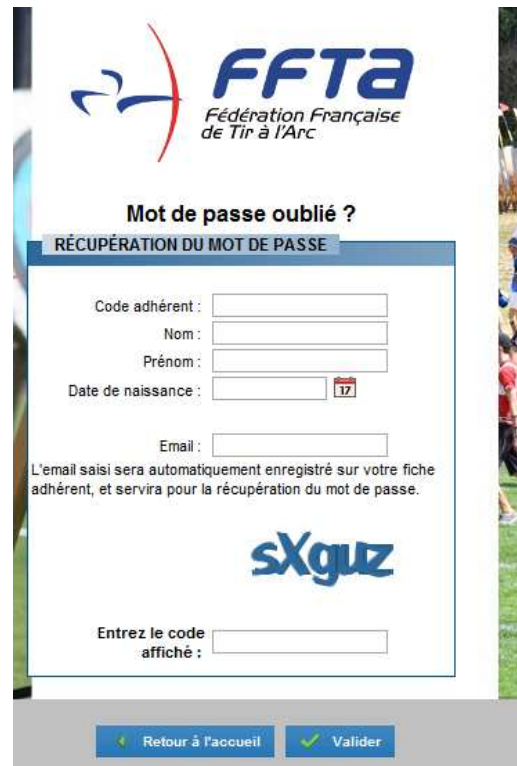 FFTa
Fédération Française
de Tir à l'Arc
Mot de passe oublié ?
RÉCUPÉRATION DU MOT DE PASSE
Code adhérent :
Nom :
Prénom :
Date de naissance :
17
Email :
L'email saisi sera automatiquement enregistré sur votre fiche
adhérent, et servira pour la récupération du mot de passe.
sXguz
Entrez le code
affiché :
Retour à l'accueil
Valider